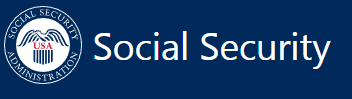 SOCIAL SECURITY
USA
ADMINISTRATION
Social Security